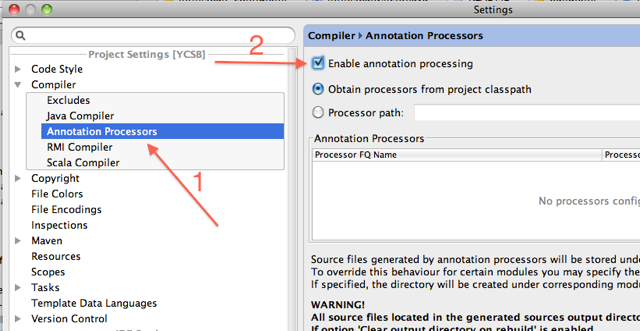 Settings
Project Settings [YCSB]
Code Style
Compiler
Excludes
Java Compiler
Annotation Processors
RMI Compiler
Scala Compiler
Copyright
File Colors
File Encodings
Inspections
Maven
Resources
Scopes
Tasks
Template Data Languages
Version Control
1
2
Compiler › Annotation Processors
Enable annotation processing
Obtain processors from project classpath
Processor path:
Annotation Processors
Processor FQ Name
Processo
No processors config
Source files generated by annotation processors will be stored und
To override this behaviour for certain modules you may specify the
If specified, the directory will be created under corresponding mod
WARNING!
All source files located in the generated sources output direc
If option 'Clear output directory on rebuild' is enabled